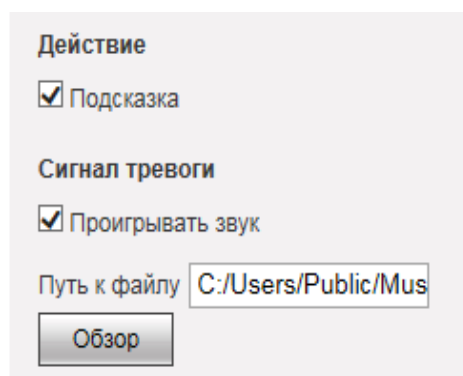 Действие
Подсказка
Сигнал тревоги
Проигрывать звук
Путь к файлу C:/Users/Public/Mus
Обзор